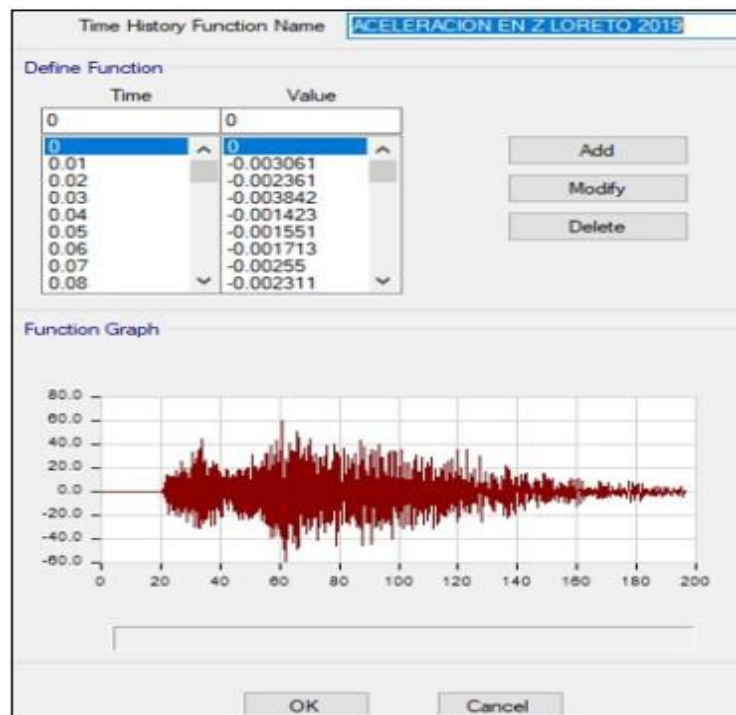 Time History Function Name ACELERACION EN Z LORETO 2019
Define Function
Time Value
0 0
0 0
0.01 -0.003061
0.02 -0.002361
0.03 -0.003842
0.04 -0.001423
0.05 -0.001551
0.06 -0.001713
0.07 -0.00255
0.08 -0.002311
Add
Modify
Delete
Function Graph
80.0
60.0
40.0
20.0
0.0
-20.0
-40.0
-60.0
0 20 40 60 80 100 120 140 160 180 200
OK Cancel